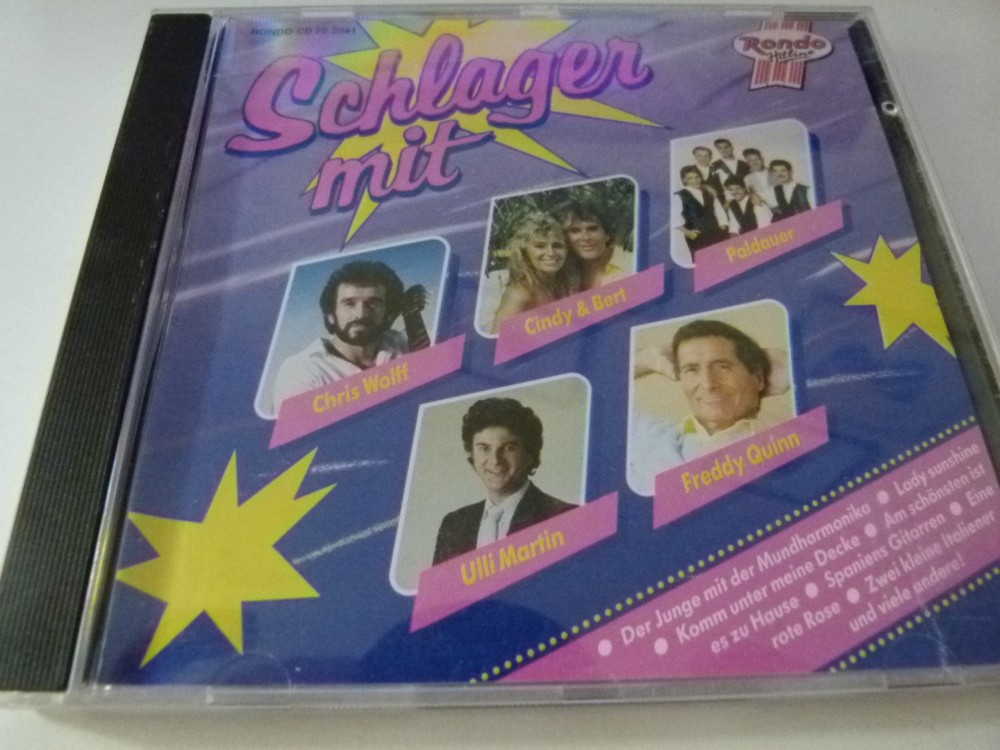 Rondo
Hitline
Schlager
mit
Paldauer
Cindy & Bert
Chris Wolff
Freddy Quinn
Ulli Martin
● Der Junge mit der Mundharmonika ● Lady sunshine
● Komm unter meine Decke ● Am schönsten ist
es zu Hause ● Spaniens Gitarren ● Eine
rote Rose ● Zwei kleine Italiener
und viele andere!